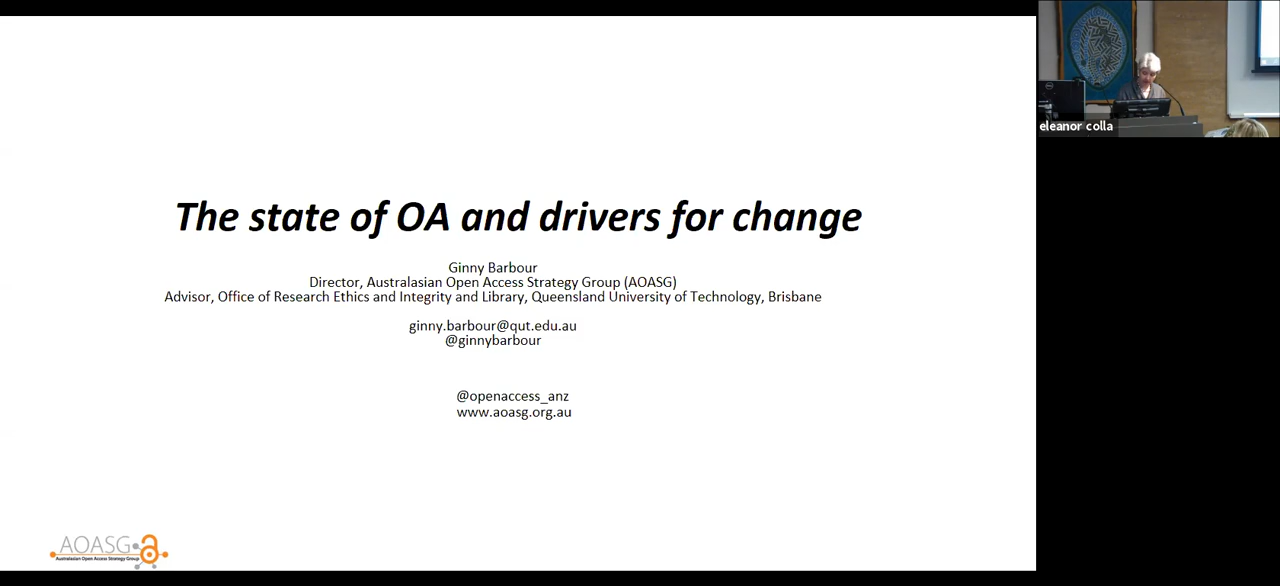 The state of OA and drivers for change
Ginny Barbour
Director, Australasian Open Access Strategy Group (AOASG)
Advisor, Office of Research Ethics and Integrity and Library, Queensland University of Technology, Brisbane
ginny.barbour@qut.edu.au
@ginnybarbour
@openaccess_anz
www.aoasg.org.au
AOASG
Australasian Open Access Strategy Group
eleanor colla